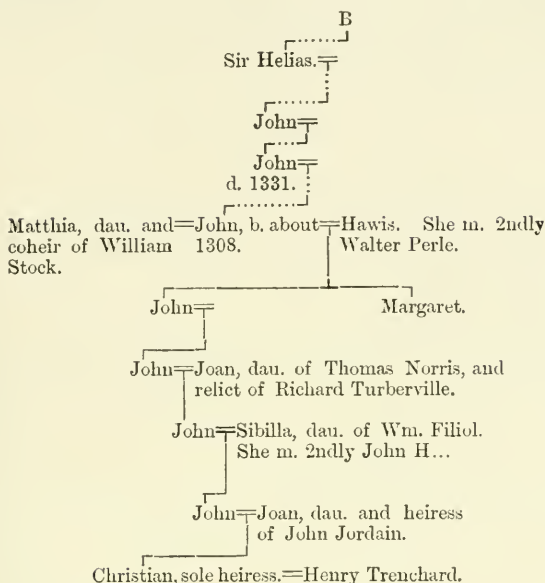 B
Sir Helias.
John
John
d. 1331.
Matthia, dau. and=John, b. about=Hawis. She m. 2ndly
coheir of William 1308. Walter Perle.
Stock.
John Margaret.
John=Joan, dau. of Thomas Norris, and
relict of Richard Turberville.
John=Sibilla, dau. of Wm. Filiol.
She m. 2ndly John H...
John=Joan, dau. and heiress
of John Jordain.
Christian, sole heiress.=Henry Trenchard.